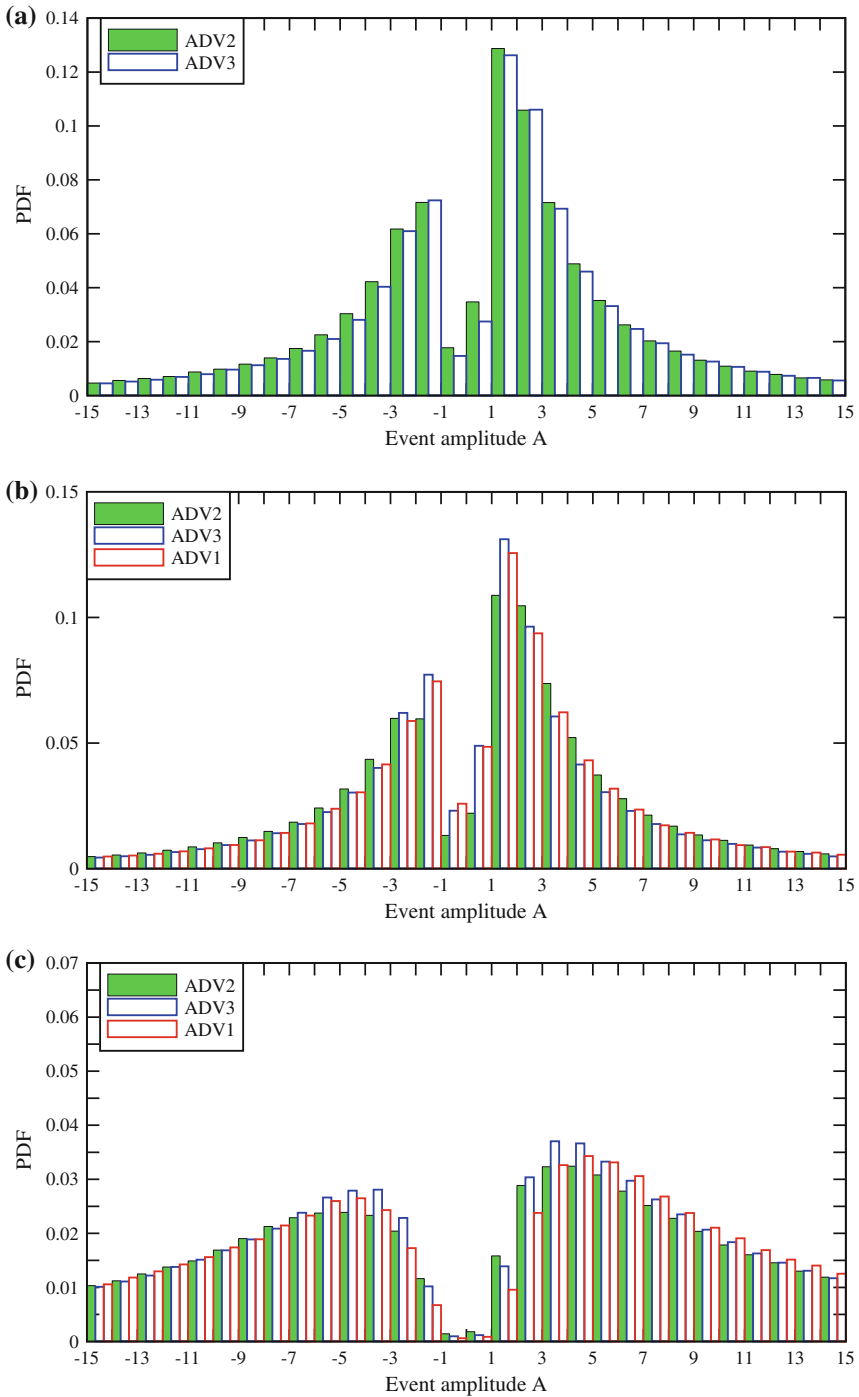 (a)
0.14
0.12
0.1
0.08
0.06
0.04
0.02
0
PDF
ADV2
ADV3
-15 -13 -11 -9 -7 -5 -3 -1 1 3 5 7 9 11 13 15
Event amplitude A
(b)
0.15
0.1
0.05
0
PDF
ADV2
ADV3
ADV1
-15 -13 -11 -9 -7 -5 -3 -1 1 3 5 7 9 11 13 15
Event amplitude A
(c)
0.07
0.06
0.05
0.04
0.03
0.02
0.01
0
PDF
ADV2
ADV3
ADV1
-15 -13 -11 -9 -7 -5 -3 -1 1 3 5 7 9 11 13 15
Event amplitude A